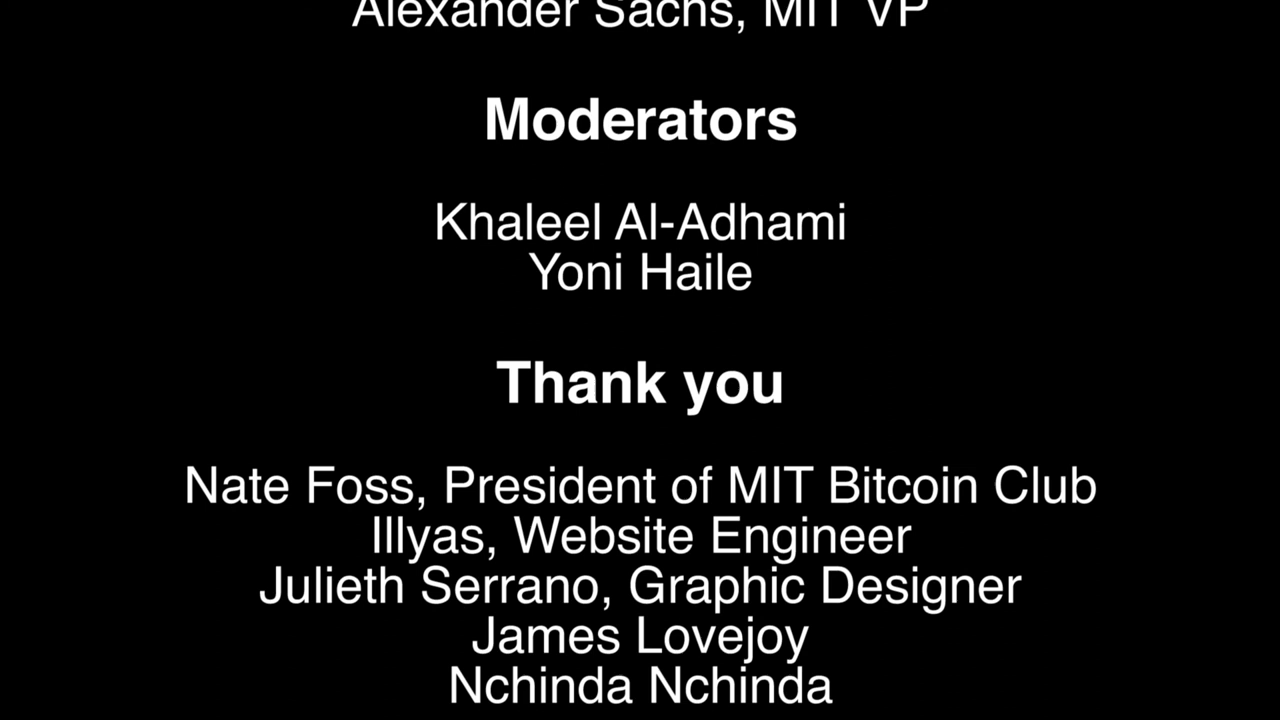 Alexander Sachs, MIT VP
Moderators
Khaleel Al-Adhami
Yoni Haile
Thank you
Nate Foss, President of MIT Bitcoin Club
Illyas, Website Engineer
Julieth Serrano, Graphic Designer
James Lovejoy
Nchinda Nchinda